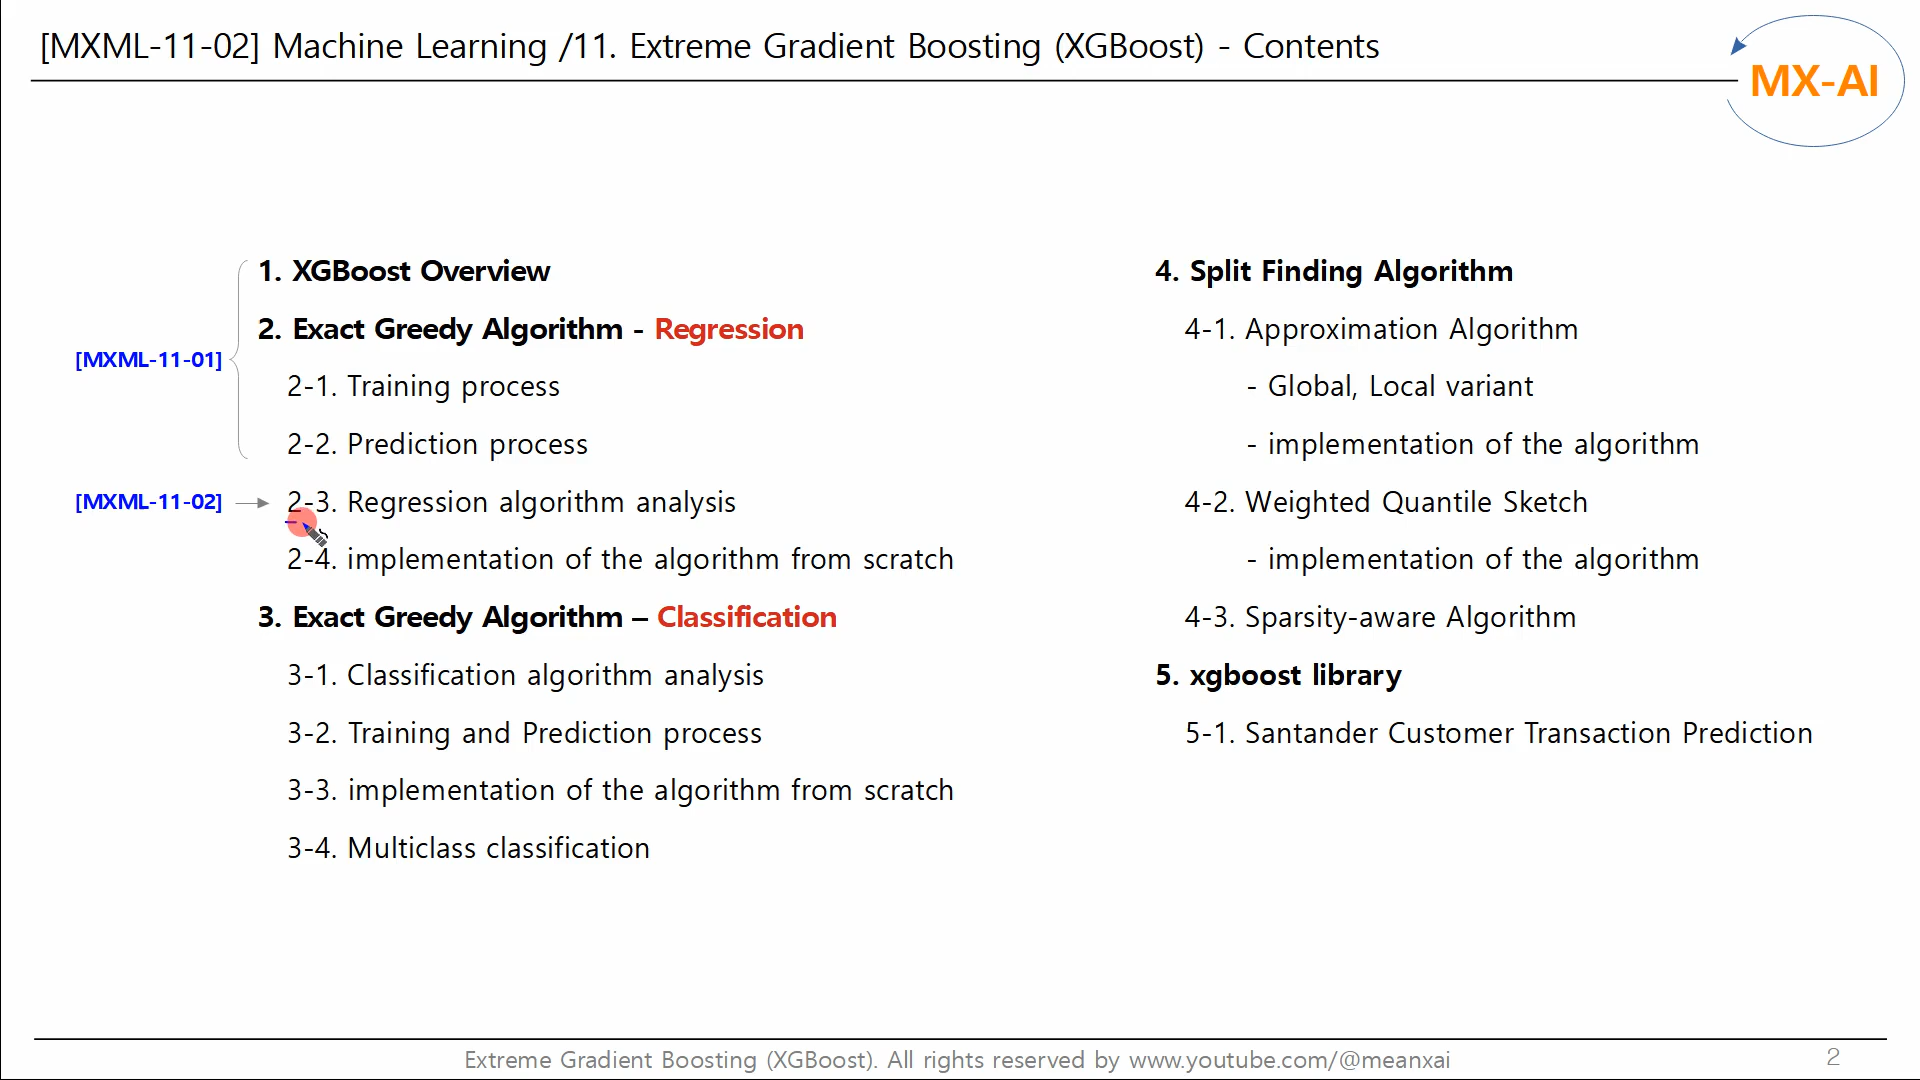 [MXML-11-02] Machine Learning /11. Extreme Gradient Boosting (XGBoost) - Contents
MX-AI
1. XGBoost Overview
2. Exact Greedy Algorithm - Regression
[MXML-11-01]
2-1. Training process
2-2. Prediction process
[MXML-11-02]
2-3. Regression algorithm analysis
2-4. implementation of the algorithm from scratch
3. Exact Greedy Algorithm – Classification
3-1. Classification algorithm analysis
3-2. Training and Prediction process
3-3. implementation of the algorithm from scratch
3-4. Multiclass classification
4. Split Finding Algorithm
4-1. Approximation Algorithm
- Global, Local variant
- implementation of the algorithm
4-2. Weighted Quantile Sketch
- implementation of the algorithm
4-3. Sparsity-aware Algorithm
5. xgboost library
5-1. Santander Customer Transaction Prediction
Extreme Gradient Boosting (XGBoost). All rights reserved by www.youtube.com/@meanxai
2